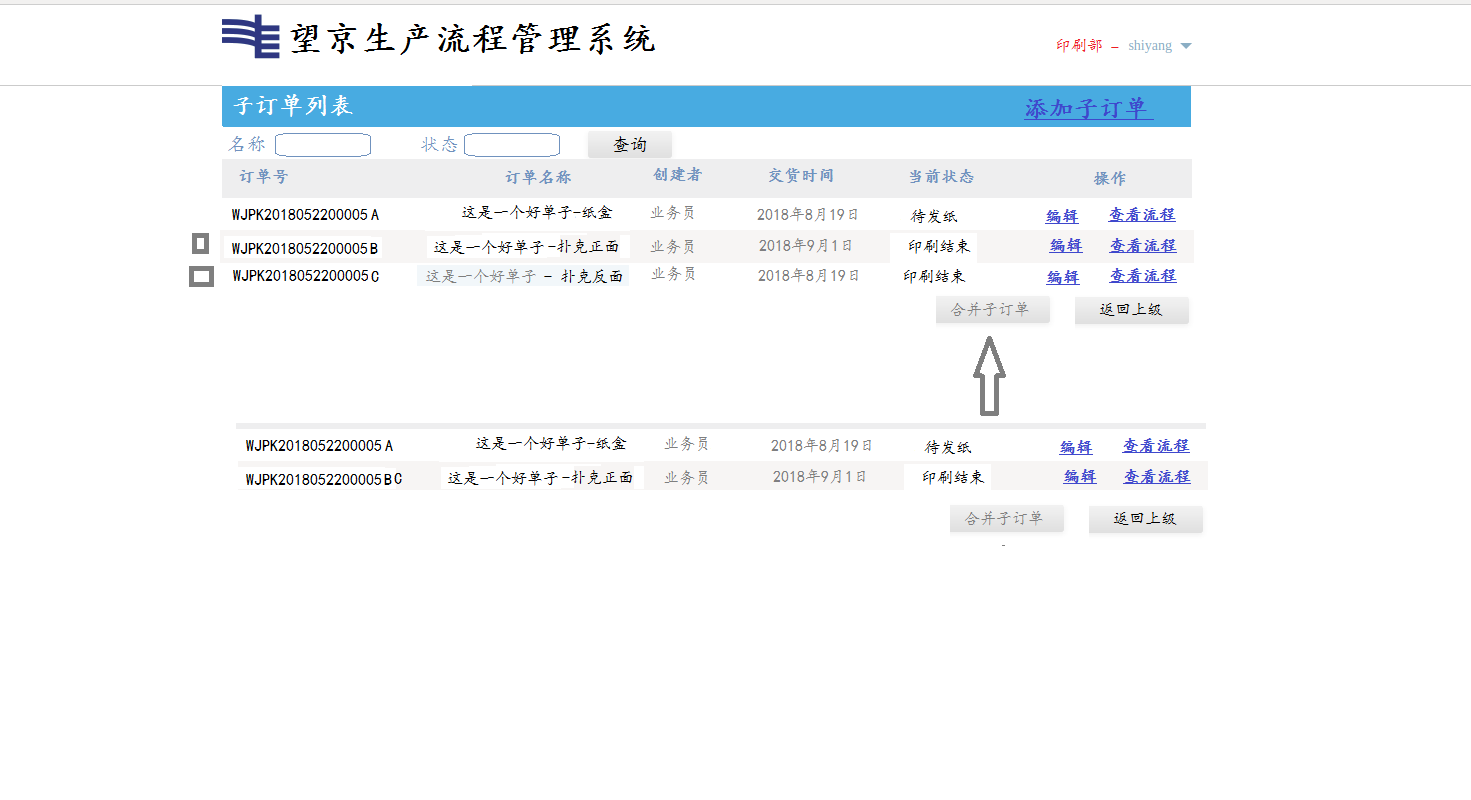 望京生产流程管理系统
印刷部 – shiyang
子订单列表 添加子订单
名称 状态 查询
订单号 订单名称 创建者 交货时间 当前状态 操作
WJPK2018052200005A 这是一个好单子-纸盒 业务员 2018年8月19日 待发纸 编辑 查看流程
WJPK2018052200005B 这是一个好单子-扑克正面 业务员 2018年9月1日 印刷结束 编辑 查看流程
WJPK2018052200005C 这是一个好单子 - 扑克反面 业务员 2018年8月19日 印刷结束 编辑 查看流程
合并子订单 返回上级
WJPK2018052200005A 这是一个好单子-纸盒 业务员 2018年8月19日 待发纸 编辑 查看流程
WJPK2018052200005BC 这是一个好单子-扑克正面 业务员 2018年9月1日 印刷结束 编辑 查看流程
合并子订单 返回上级